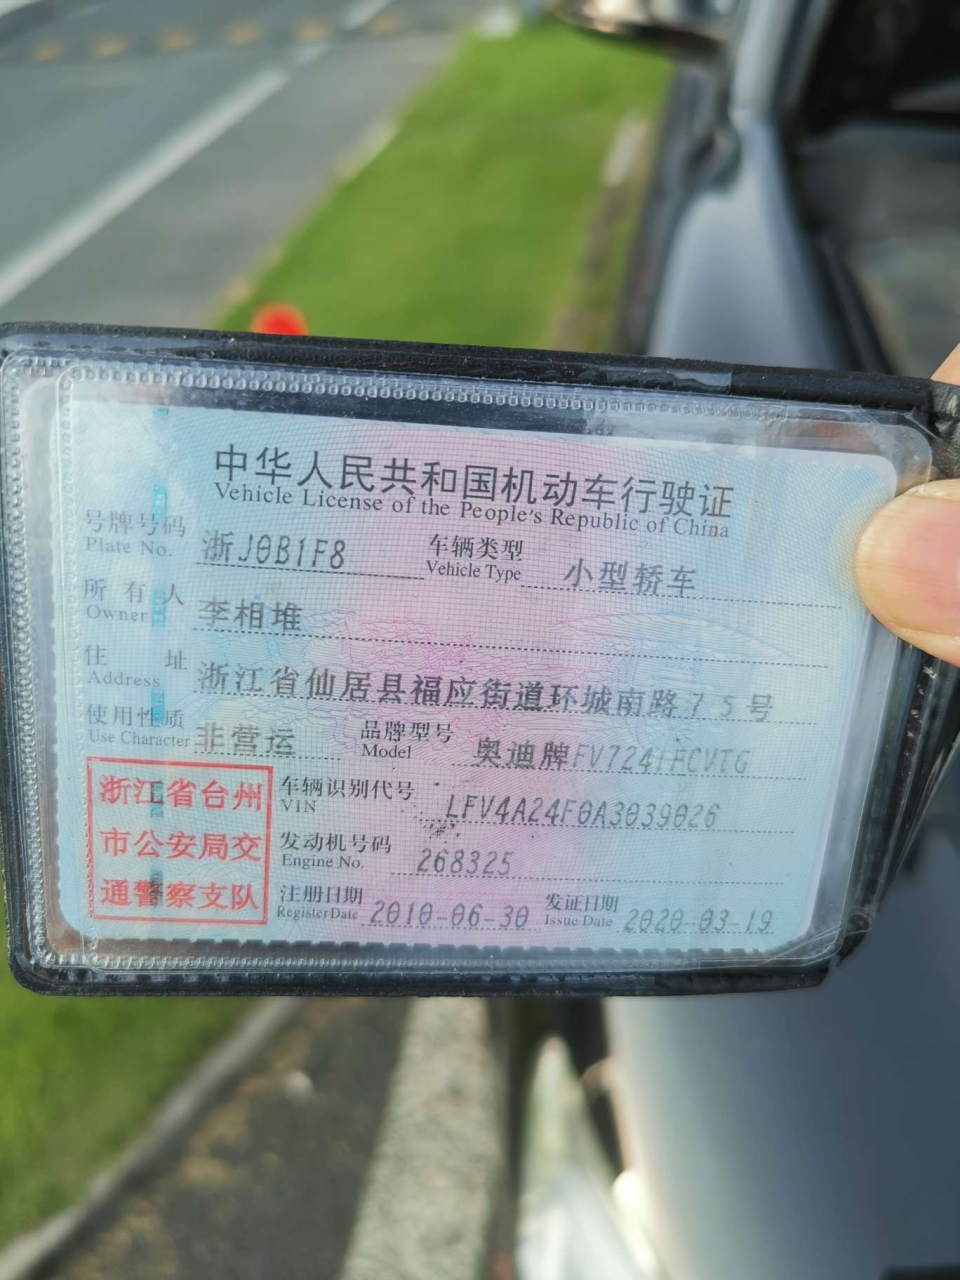 中华人民共和国机动车行驶证
Vehicle License of the People's Republic of China
号牌号码 浙J0B1F8 车辆类型 小型轿车
Plate No. Vehicle Type
所有人 李相堆
Owner
住址 浙江省仙居县福应街道环城南路75号
Address
使用性质 非营运 品牌型号 奥迪牌FV7241FCVTG
Use Character Model
浙江省台州
市公安局交
通警察支队
车辆识别代号 LFV4A24F0A3039026
VIN
发动机号码 268325
Engine No.
注册日期 2010-06-30 发证日期 2020-03-19
Register Date Issue Date